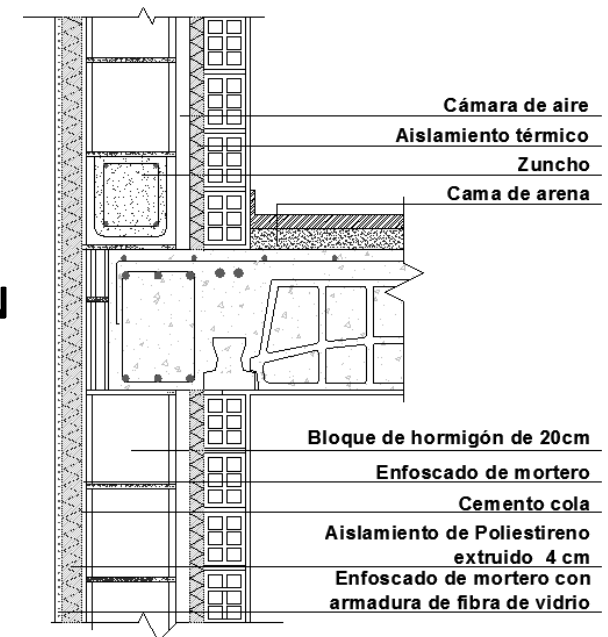 Cámara de aire
Aislamiento térmico
Zuncho
Cama de arena
Bloque de hormigón de 20cm
Enfoscado de mortero
Cemento cola
Aislamiento de Poliestireno
extruido 4 cm
Enfoscado de mortero con
armadura de fibra de vidrio